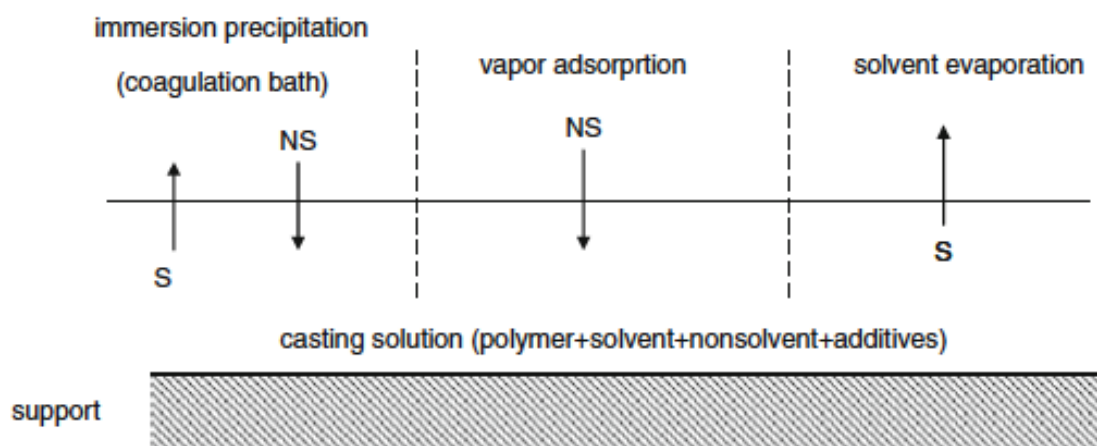 immersion precipitation
(coagulation bath)
vapor adsorprtion
solvent evaporation
NS
NS
S
S
casting solution (polymer+solvent+nonsolvent+additives)
support